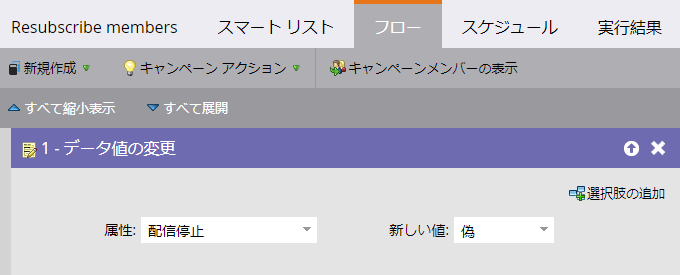 Resubscribe members スマート リスト フロー スケジュール 実行結果
新規作成 キャンペーン アクション キャンペーンメンバーの表示
すべて縮小表示 すべて展開
1 - データ値の変更
選択肢の追加
属性: 配信停止 新しい値: 偽